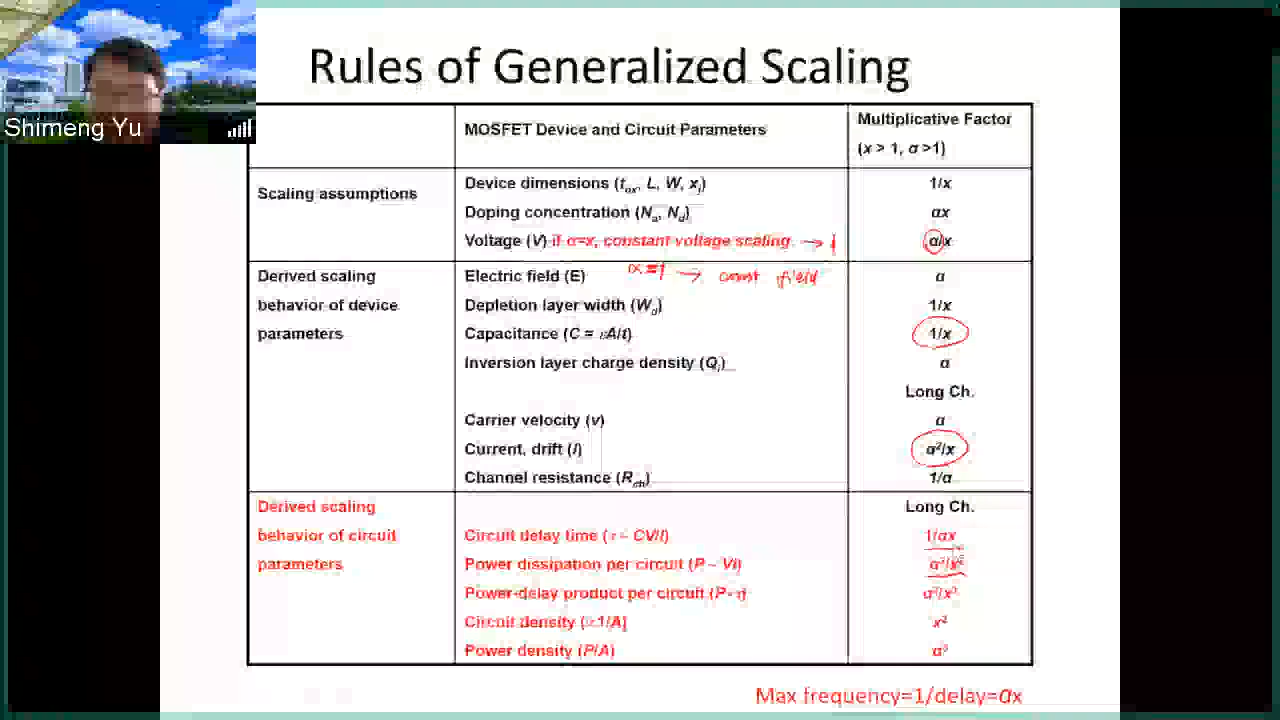 Rules of Generalized Scaling
Shimeng Yu
MOSFET Device and Circuit Parameters
Multiplicative Factor
(x > 1, α >1)
Scaling assumptions
Device dimensions (tox, L, W, xj) 1/x
Doping concentration (Na, Nd) αx
Voltage (V) if α=x, constant voltage scaling → 1 α/x
Derived scaling behavior of device parameters
Electric field (E) α=1 → const field α
Depletion layer width (Wd) 1/x
Capacitance (C = εA/t) 1/x
Inversion layer charge density (Qi) α
Long Ch.
Carrier velocity (v) α
Current, drift (I) α²/x
Channel resistance (Rch) 1/α
Derived scaling behavior of circuit parameters
Long Ch.
Circuit delay time (τ ~ CV/I) 1/αx
Power dissipation per circuit (P ~ VI) α³/x²
Power-delay product per circuit (P· τ) α²/x³
Circuit density (∝1/A) x²
Power density (P/A) α³
Max frequency=1/delay=αx